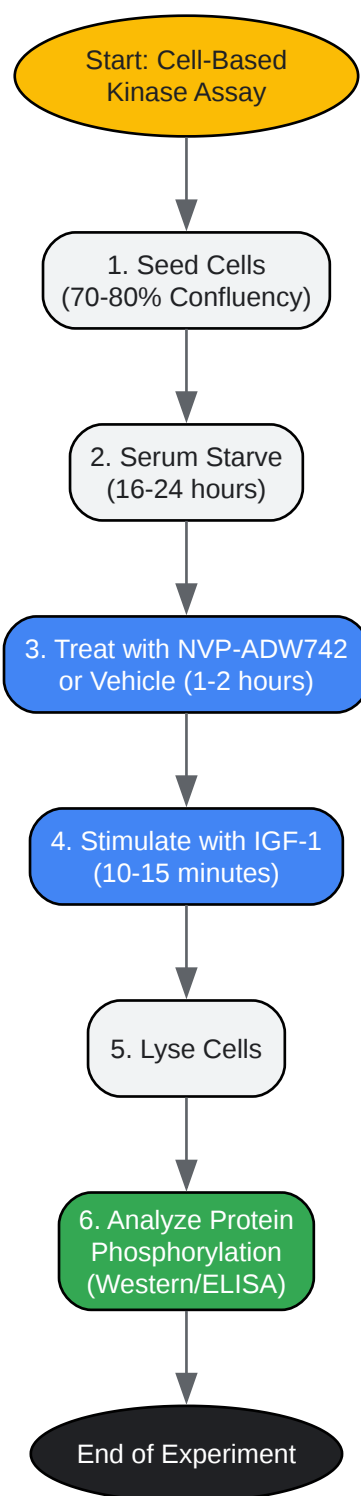 Start: Cell-Based
Kinase Assay
1. Seed Cells
(70-80% Confluency)
2. Serum Starve
(16-24 hours)
3. Treat with NVP-ADW742
or Vehicle (1-2 hours)
4. Stimulate with IGF-1
(10-15 minutes)
5. Lyse Cells
6. Analyze Protein
Phosphorylation
(Western/ELISA)
End of Experiment